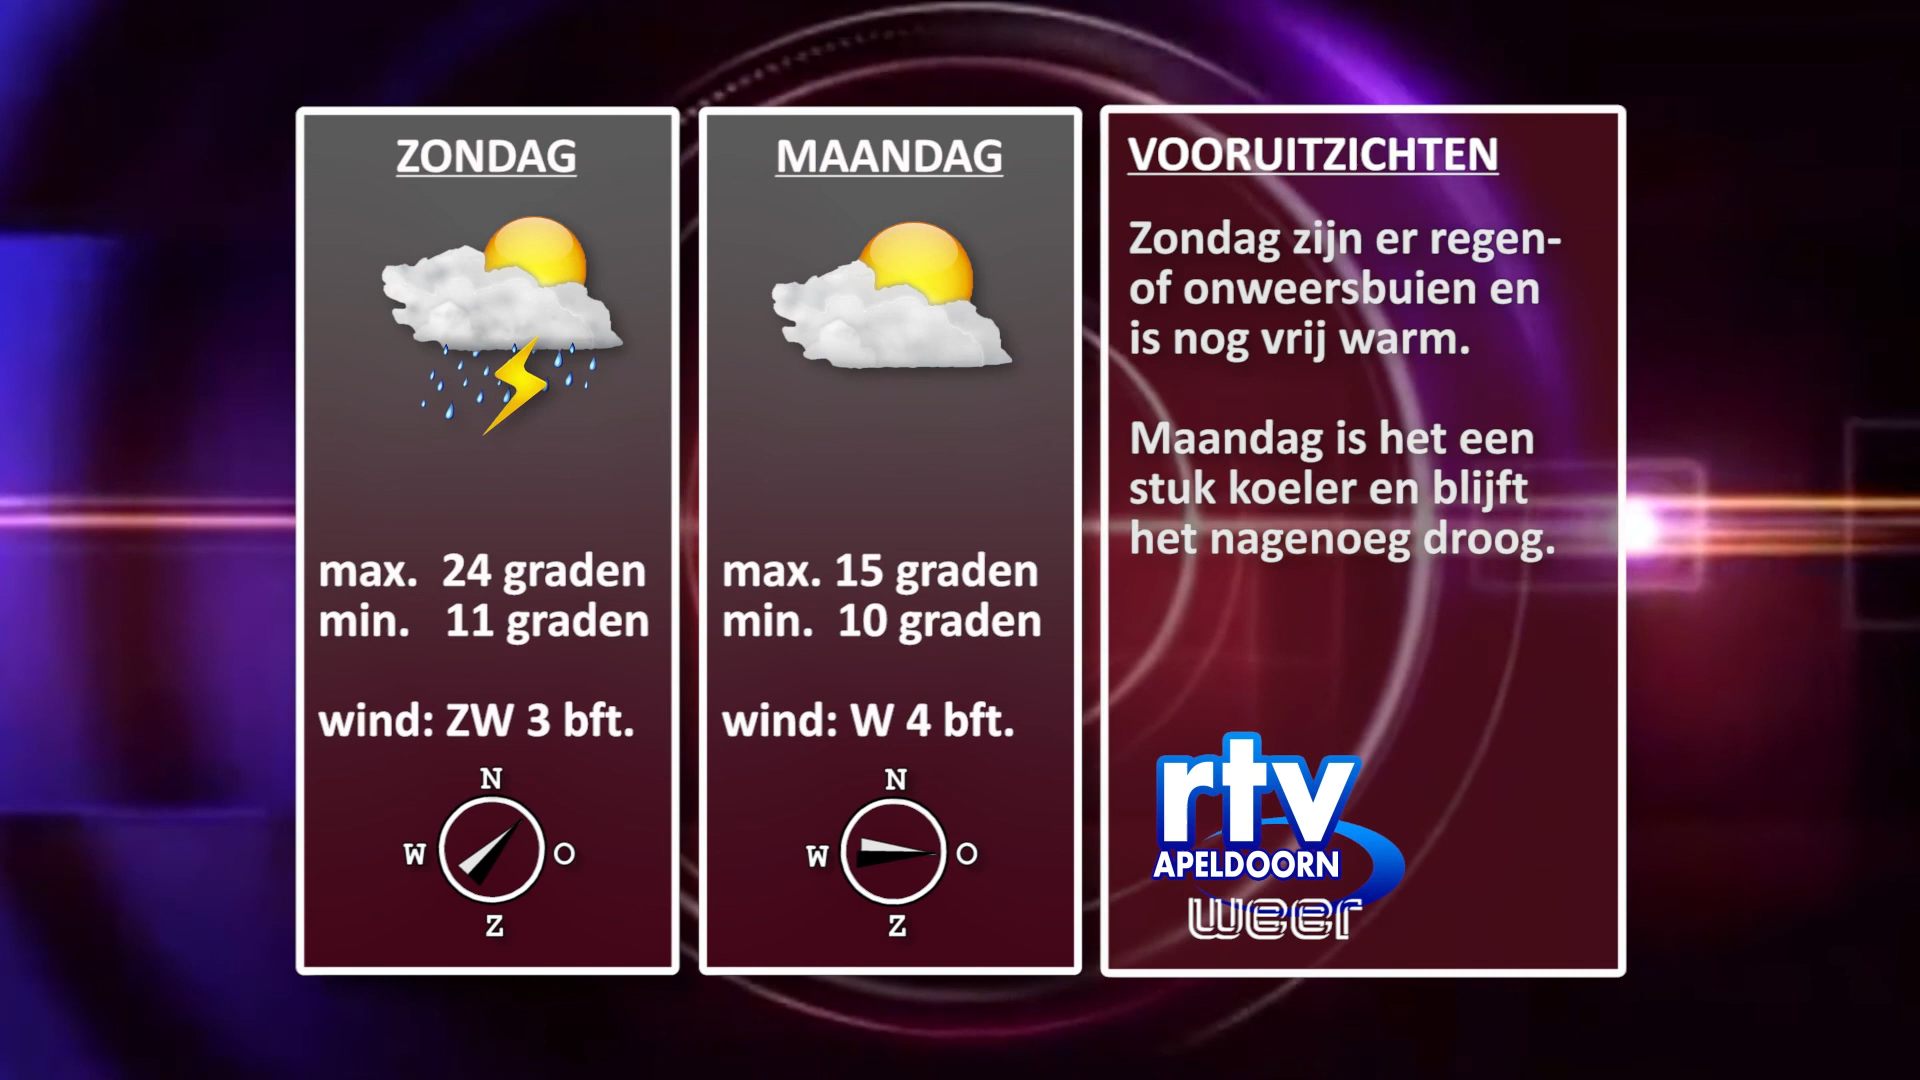 ZONDAG
max. 24 graden
min. 11 graden
wind: ZW 3 bft.
N
W O
Z
MAANDAG
max. 15 graden
min. 10 graden
wind: W 4 bft.
N
W O
Z
VOORUITZICHTEN
Zondag zijn er regen-
of onweersbuien en
is nog vrij warm.
Maandag is het een
stuk koeler en blijft
het nagenoeg droog.
rtv
APELDOORN
weer